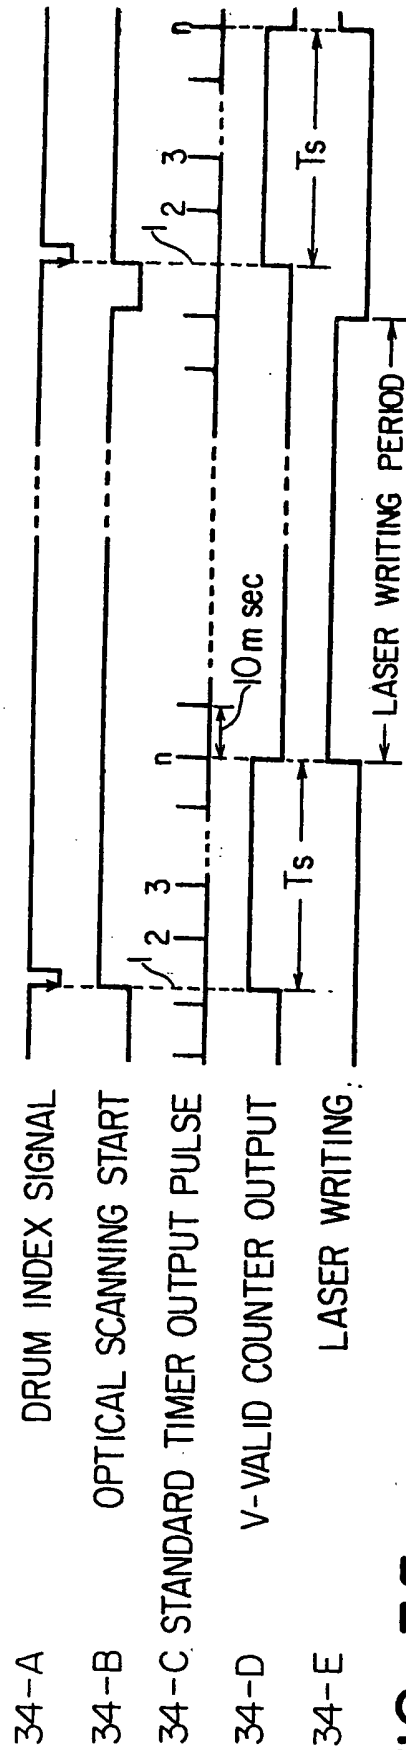 34-A DRUM INDEX SIGNAL
34-B OPTICAL SCANNING START
34-C STANDARD TIMER OUTPUT PULSE
1 2 3 n 10m sec 1 2 3 n
34-D V-VALID COUNTER OUTPUT
Ts Ts
34-E LASER WRITING
LASER WRITING PERIOD